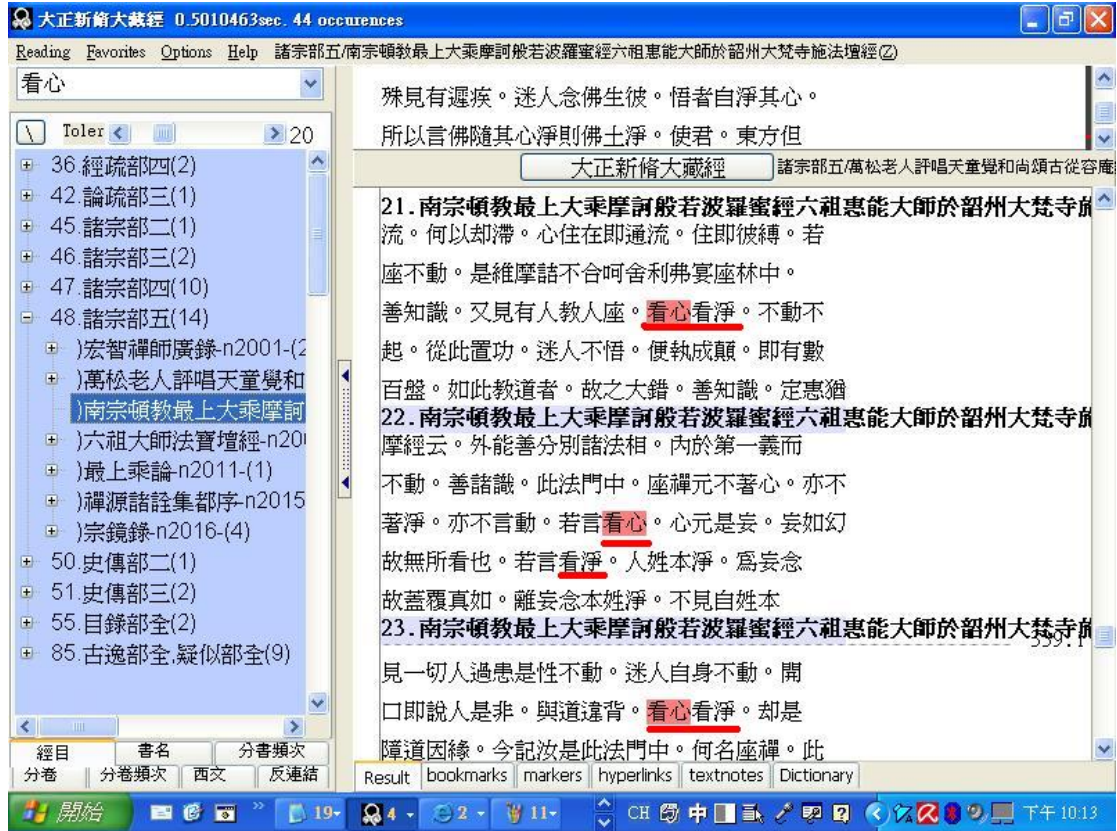 大正新脩大藏經 0.5010463sec. 44 occurences
Reading Favorites Options Help 諸宗部五/南宗頓教最上大乘摩訶般若波羅蜜經六祖惠能大師於韶州大梵寺施法壇經(Z)
看心
\ Toler 20
36.經疏部四(2)
42.論疏部三(1)
45.諸宗部二(1)
46.諸宗部三(2)
47.諸宗部四(10)
48.諸宗部五(14)
)宏智禪師廣錄-n2001-(2
)萬松老人評唱天童覺和
)南宗頓教最上大乘摩訶
)六祖大師法寶壇經-n20
)最上乘論-n2011-(1)
)禪源諸詮集都序-n2015
)宗鏡錄-n2016-(4)
50.史傳部二(1)
51.史傳部三(2)
55.目錄部全(2)
85.古逸部全,疑似部全(9)
經目 書名 分書頻次
分卷 分卷頻次 西文 反連結
殊見有遲疾。迷人念佛生彼。悟者自淨其心。
所以言佛隨其心淨則佛土淨。使君。東方但
大正新脩大藏經 諸宗部五/萬松老人評唱天童覺和尚頌古從容庵
21.南宗頓教最上大乘摩訶般若波羅蜜經六祖惠能大師於韶州大梵寺施
流。何以却滯。心住在即通流。住即彼縛。若
座不動。是維摩詰不合呵舍利弗宴座林中。
善知識。又見有人教人座。看心看淨。不動不
起。從此置功。迷人不悟。便執成顛。即有數
百盤。如此教道者。故之大錯。善知識。定惠猶
22.南宗頓教最上大乘摩訶般若波羅蜜經六祖惠能大師於韶州大梵寺施
摩經云。外能善分別諸法相。內於第一義而
不動。善諸識。此法門中。座禪元不著心。亦不
著淨。亦不言動。若言看心。心元是妄。妄如幻
故無所看也。若言看淨。人姓本淨。爲妄念
故蓋覆真如。離妄念本姓淨。不見自姓本
23.南宗頓教最上大乘摩訶般若波羅蜜經六祖惠能大師於韶州大梵寺施
見一切人過患是性不動。迷人自身不動。開
口即說人是非。與道違背。看心看淨。却是
障道因緣。今記汝是此法門中。何名座禪。此
Result bookmarks markers hyperlinks textnotes Dictionary
開始 19 4 2 11 CH 中 下午 10:13